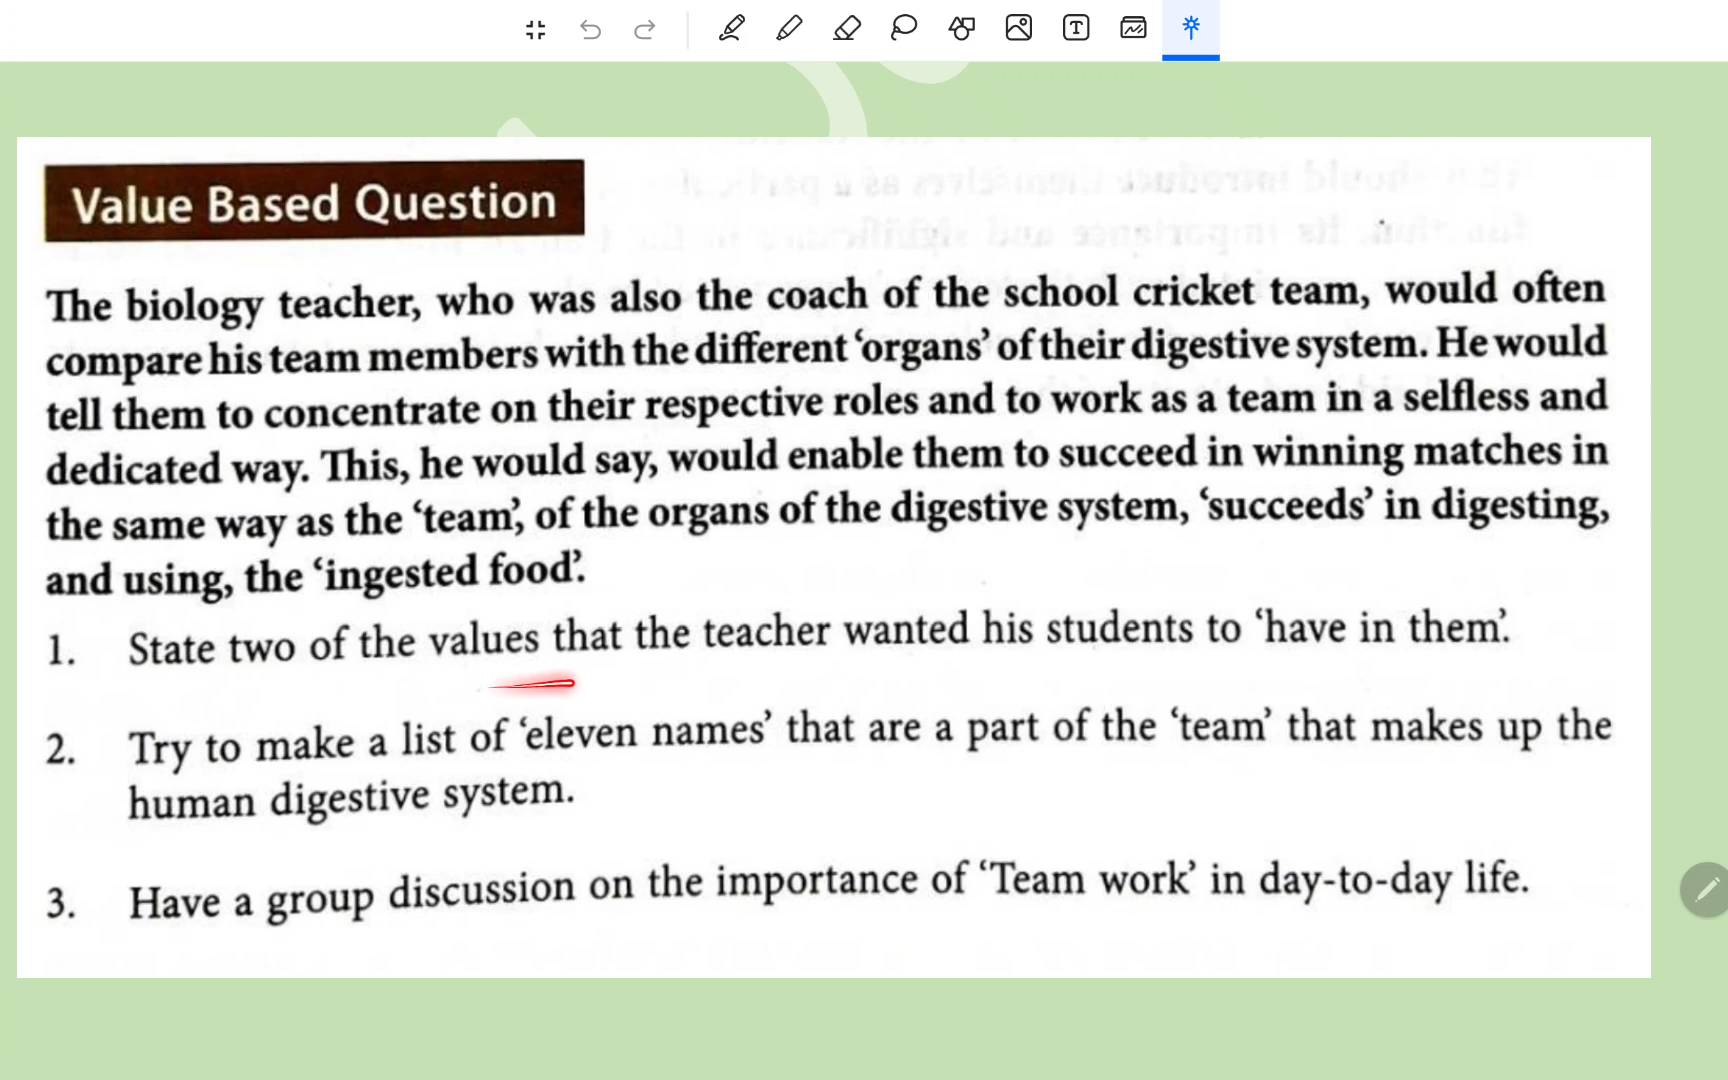 Value Based Question
The biology teacher, who was also the coach of the school cricket team, would often
compare his team members with the different ‘organs’ of their digestive system. He would
tell them to concentrate on their respective roles and to work as a team in a selfless and
dedicated way. This, he would say, would enable them to succeed in winning matches in
the same way as the ‘team’, of the organs of the digestive system, ‘succeeds’ in digesting,
and using, the ‘ingested food’.
1. State two of the values that the teacher wanted his students to ‘have in them’.
2. Try to make a list of ‘eleven names’ that are a part of the ‘team’ that makes up the
human digestive system.
3. Have a group discussion on the importance of ‘Team work’ in day-to-day life.